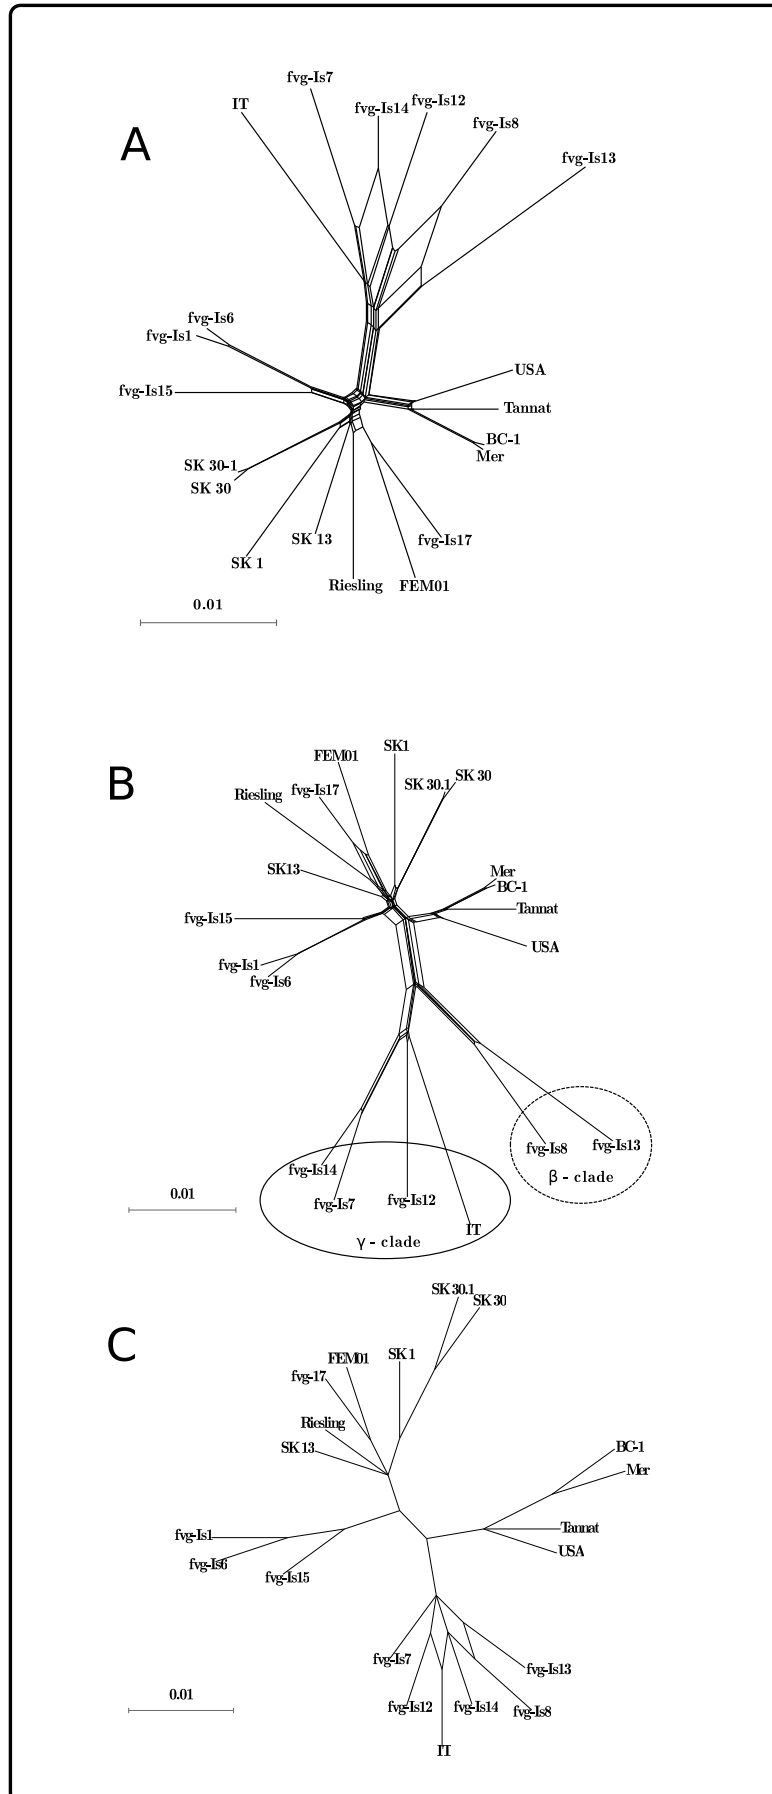 A
fvg-Is7
IT
fvg-Is14
fvg-Is12
fvg-Is8
fvg-Is13
fvg-Is6
fvg-Is1
fvg-Is15
USA
Tannat
BC-1
Mer
SK 30-1
SK 30
SK 1
SK 13
fvg-Is17
Riesling
FEM01
0.01
B
SK1
FEM01
SK 30.1
SK 30
Riesling
fvg-Is17
SK13
Mer
BC-1
Tannat
fvg-Is15
USA
fvg-Is1
fvg-Is6
fvg-Is8
fvg-Is13
β - clade
fvg-Is14
fvg-Is7
fvg-Is12
IT
γ - clade
0.01
C
SK 30.1
SK 30
FEM01
SK 1
fvg-17
Riesling
SK 13
BC-1
Mer
fvg-Is1
Tannat
fvg-Is6
USA
fvg-Is15
fvg-Is7
fvg-Is13
fvg-Is12
fvg-Is14
fvg-Is8
IT
0.01